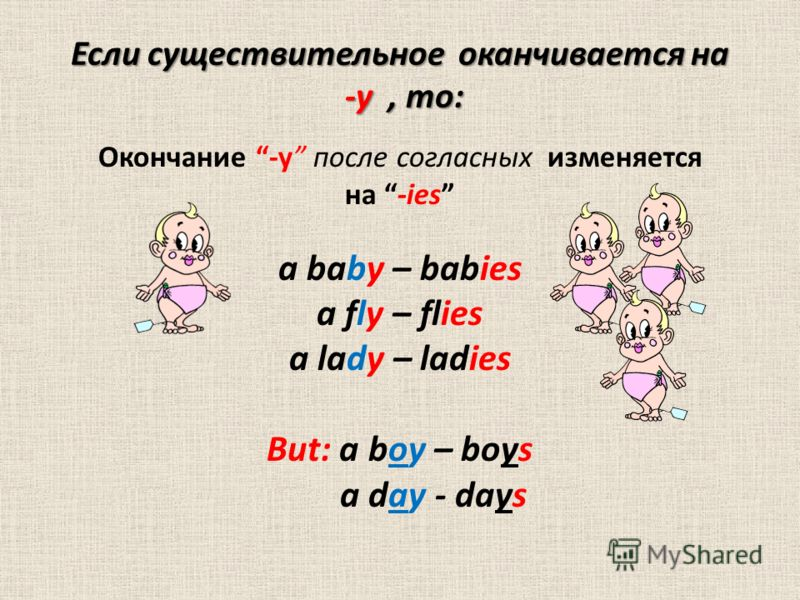 Если существительное оканчивается на
-y , то:
Окончание “-y” после согласных изменяется
на “-ies”
a baby – babies
a fly – flies
a lady – ladies
But: a boy – boys
a day - days
MyShared